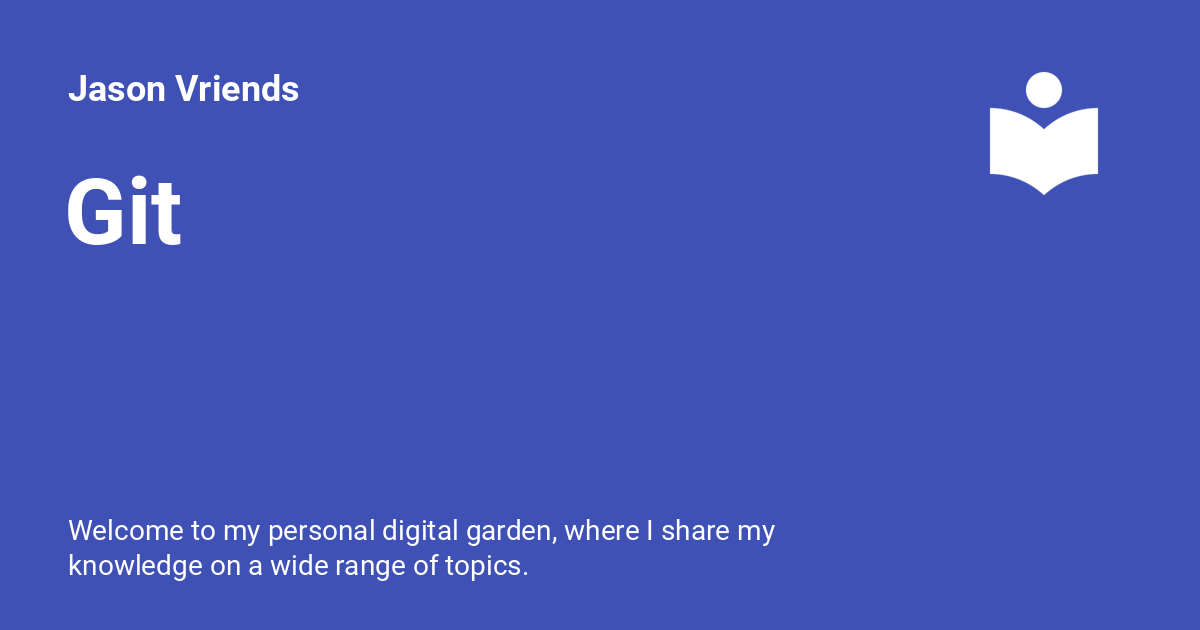 Jason Vriends
Git
Welcome to my personal digital garden, where I share my
knowledge on a wide range of topics.